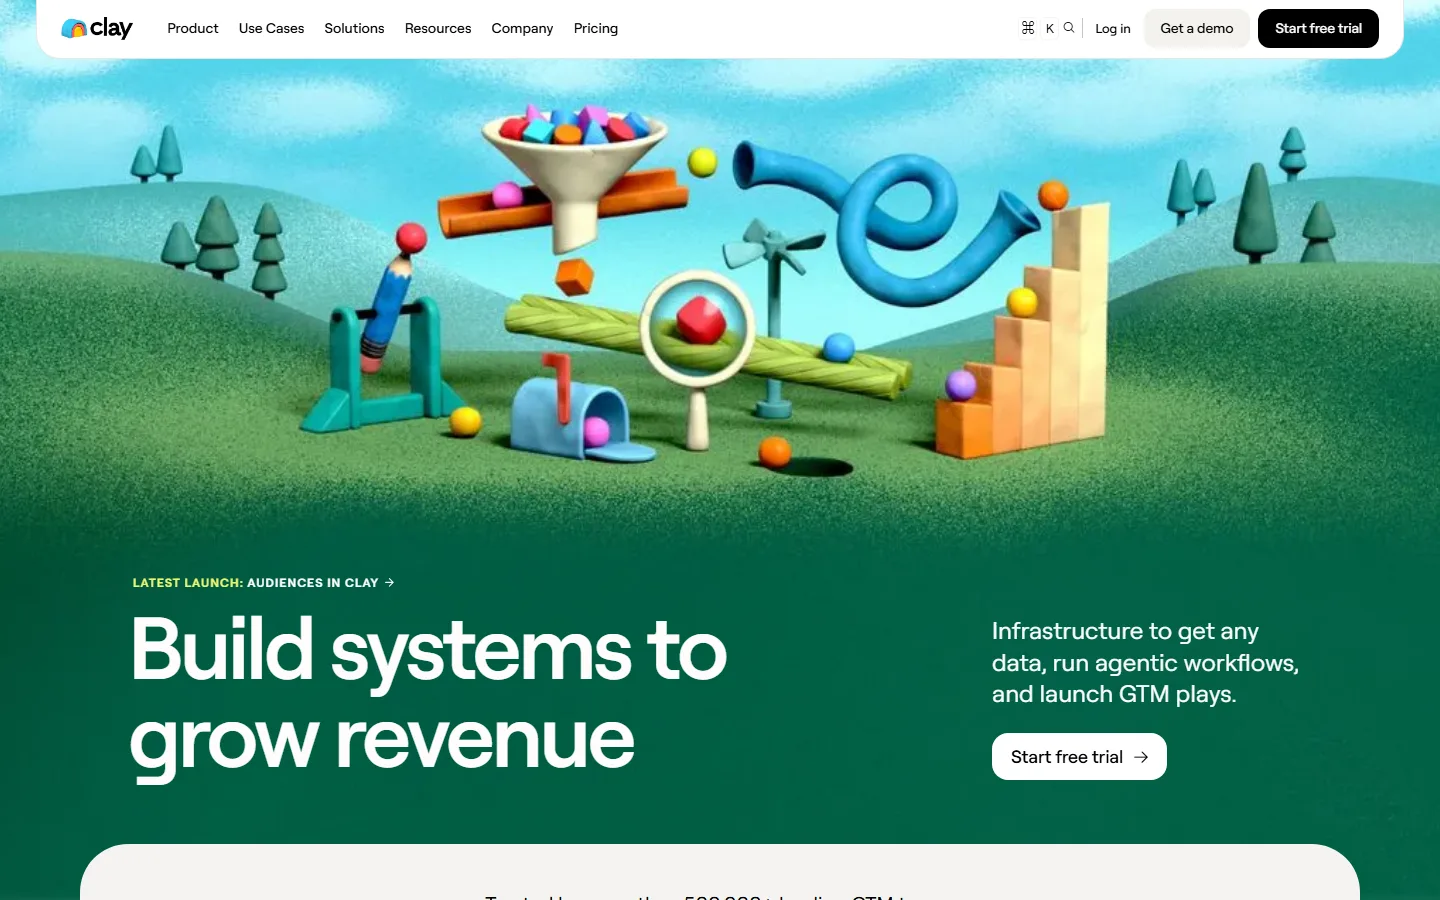 clay
Product
Use Cases
Solutions
Resources
Company
Pricing
⌘ K
Log in
Get a demo
Start free trial
LATEST LAUNCH: AUDIENCES IN CLAY →
Build systems to
grow revenue
Infrastructure to get any
data, run agentic workflows,
and launch GTM plays.
Start free trial →